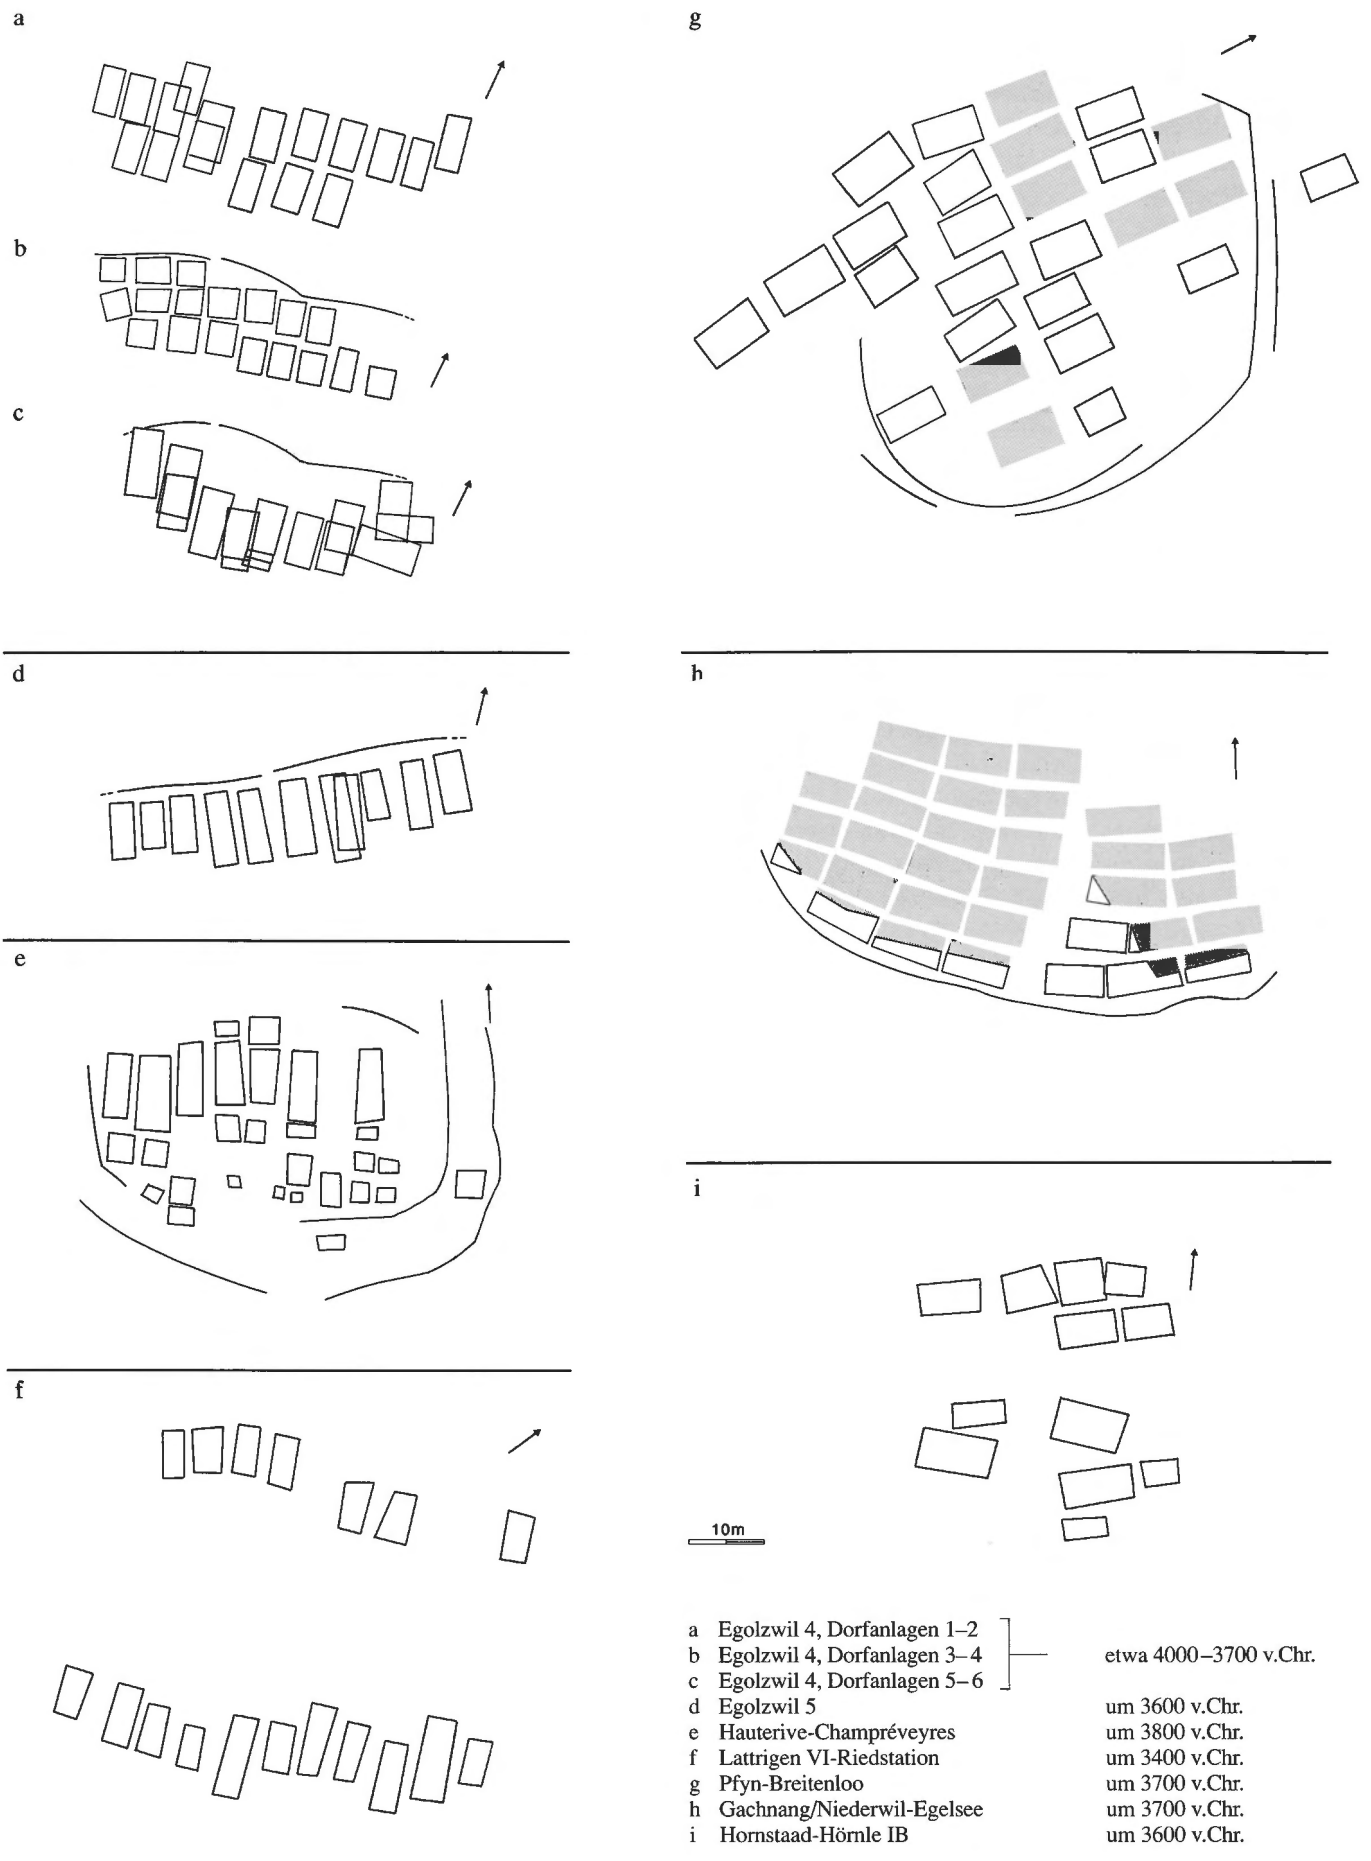 a
b
c
d
e
f
g
h
i
10m
a Egolzwil 4, Dorfanlagen 1–2
b Egolzwil 4, Dorfanlagen 3–4 etwa 4000–3700 v.Chr.
c Egolzwil 4, Dorfanlagen 5–6
d Egolzwil 5 um 3600 v.Chr.
e Hauterive-Champréveyres um 3800 v.Chr.
f Lattrigen VI-Riedstation um 3400 v.Chr.
g Pfyn-Breitenloo um 3700 v.Chr.
h Gachnang/Niederwil-Egelsee um 3700 v.Chr.
i Hornstaad-Hörnle IB um 3600 v.Chr.